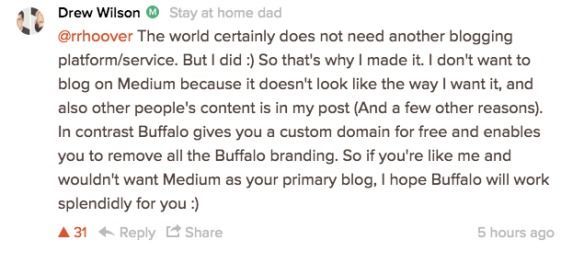 Drew Wilson M Stay at home dad
@rrhoover The world certainly does not need another blogging
platform/service. But I did :) So that's why I made it. I don't want to
blog on Medium because it doesn't look like the way I want it, and
also other people's content is in my post (And a few other reasons).
In contrast Buffalo gives you a custom domain for free and enables
you to remove all the Buffalo branding. So if you're like me and
wouldn't want Medium as your primary blog, I hope Buffalo will work
splendidly for you :)
31 Reply Share 5 hours ago